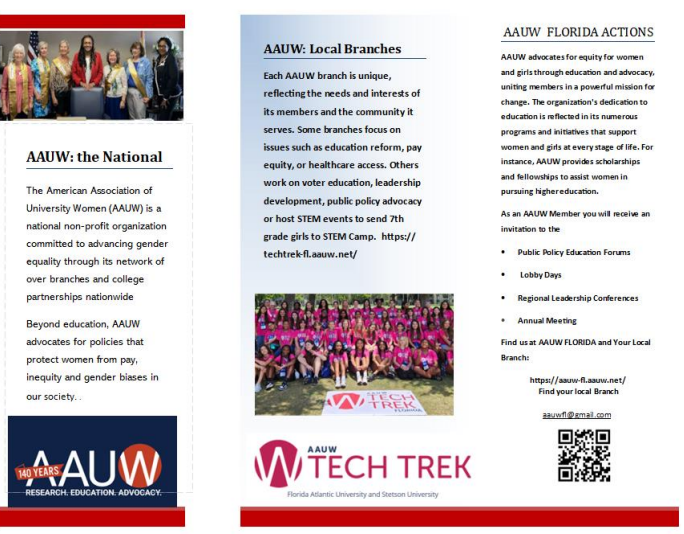 AAUW: the National
The American Association of
University Women (AAUW) is a
national non-profit organization
committed to advancing gender
equality through its network of
over branches and college
partnerships nationwide
Beyond education, AAUW
advocates for policies that
protect women from pay,
inequity and gender biases in
our society. .
140 YEARS
AAUW
RESEARCH. EDUCATION. ADVOCACY.
AAUW: Local Branches
Each AAUW branch is unique,
reflecting the needs and interests of
its members and the community it
serves. Some branches focus on
issues such as education reform, pay
equity, or healthcare access. Others
work on voter education, leadership
development, public policy advocacy
or host STEM events to send 7th
grade girls to STEM Camp.  https://
techtrek-fl.aauw.net/
AAUW
TECH
TREK
FLORIDA
AAUW
TECH TREK
Florida Atlantic University and Stetson University
AAUW  FLORIDA ACTIONS
AAUW advocates for equity for women
and girls through education and advocacy,
uniting members in a powerful mission for
change. The organization's dedication to
education is reflected in its numerous
programs and initiatives that support
women and girls at every stage of life. For
instance, AAUW provides scholarships
and fellowships to assist women in
pursuing higher education.
As an AAUW Member you will receive an
invitation to the
• Public Policy Education Forums
• Lobby Days
• Regional Leadership Conferences
• Annual Meeting
Find us at AAUW FLORIDA and Your Local
Branch:
https://aauw-fl.aauw.net/
Find your local Branch
aauwfl@gmail.com